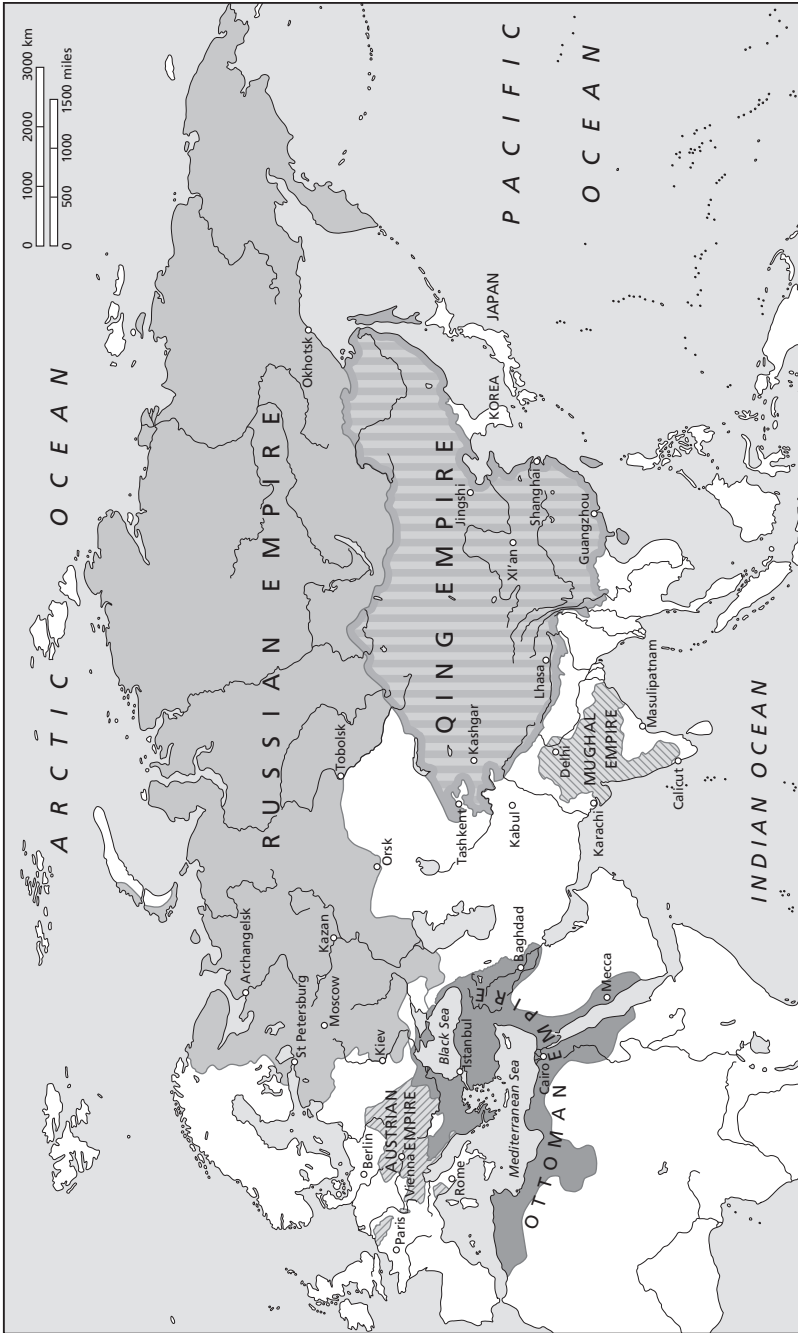 0 1000 2000 3000 km
0 500 1000 1500 miles
ARCTIC OCEAN
PACIFIC
OCEAN
RUSSIAN EMPIRE
Okhotsk
Archangelsk
St Petersburg
Kazan
Moscow
Tobolsk
Orsk
Kiev
Berlin
Paris
Vienna
AUSTRIAN
EMPIRE
Rome
Black Sea
Istanbul
Mediterranean Sea
OTTOMAN EMPIRE
Cairo
Baghdad
Mecca
QING EMPIRE
Tashkent
Kashgar
Kabul
Jingshi
XI'an
Shanghai
Guangzhou
Lhasa
KOREA
JAPAN
Delhi
MUGHAL
EMPIRE
Karachi
Masulipatnam
Calicut
INDIAN OCEAN